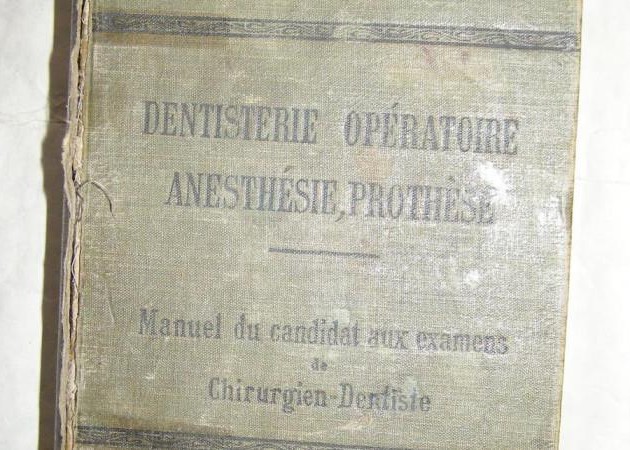 DENTISTERIE OPÉRATOIRE
ANESTHÉSIE, PROTHÈSE
Manuel du candidat aux examens
de
Chirurgien-Dentiste